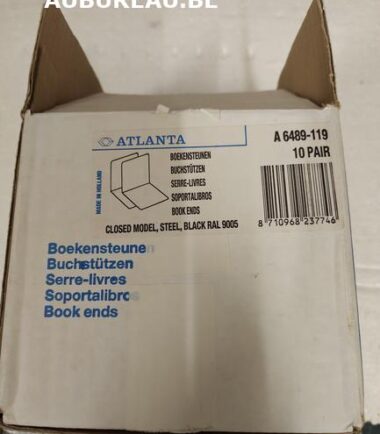 AUBUREAU.BE
ATLANTA
A 6489-119
10 PAIR
MADE IN HOLLAND
BOEKENSTEUNEN
BUCHSTÜTZEN
SERRE-LIVRES
SOPORTALIBROS
BOOK ENDS
CLOSED MODEL, STEEL, BLACK RAL 9005
8 710968 237746
Boekensteunen
Buchstützen
Serre-livres
Soportalibros
Book ends